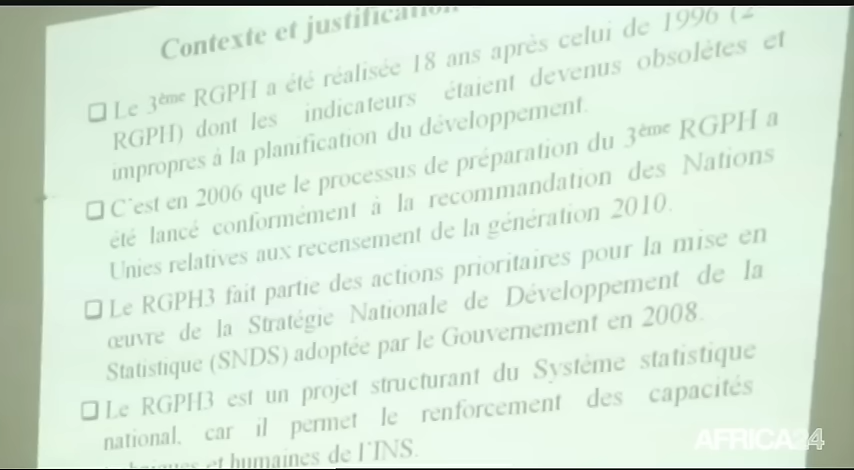 Contexte et justification
❑ Le 3ème RGPH a été réalisée 18 ans après celui de 1996 (2
RGPH) dont les indicateurs étaient devenus obsolètes et
impropres à la planification du développement.
❑ C'est en 2006 que le processus de préparation du 3ème RGPH a
été lancé conformément à la recommandation des Nations
Unies relatives aux recensement de la génération 2010.
❑ Le RGPH3 fait partie des actions prioritaires pour la mise en
œuvre de la Stratégie Nationale de Développement de la
Statistique (SNDS) adoptée par le Gouvernement en 2008.
❑ Le RGPH3 est un projet structurant du Système statistique
national, car il permet le renforcement des capacités
et humaines de l'INS.
AFRICA24